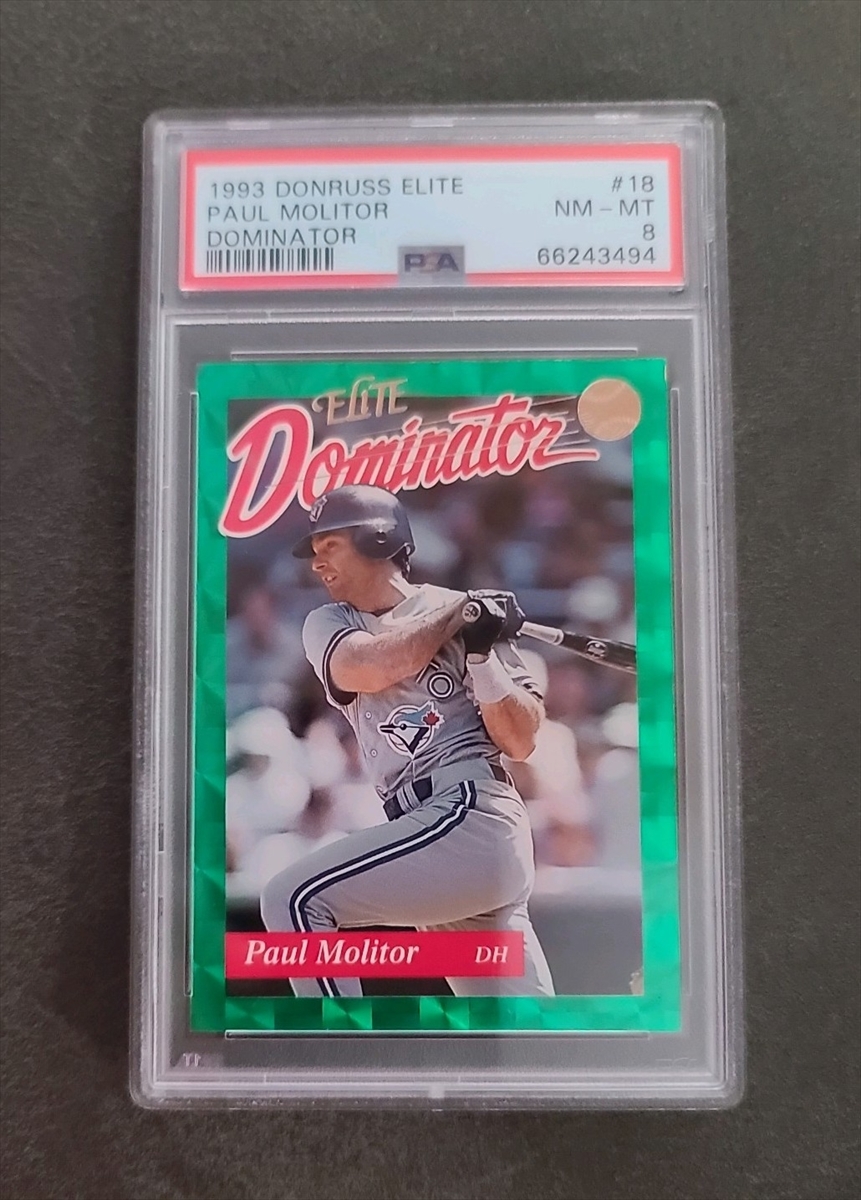 1993 DONRUSS ELITE #18
PAUL MOLITOR NM - MT
DOMINATOR 8
PSA 66243494
ELITE
Dominator
Paul Molitor DH